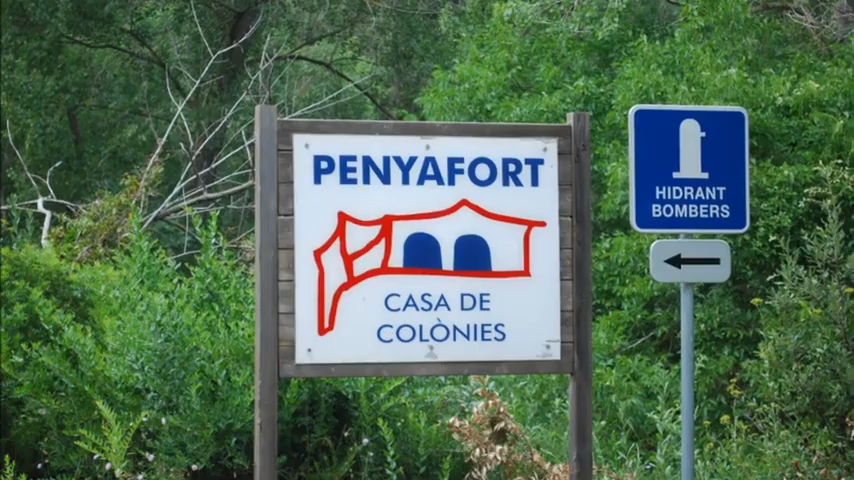 PENYAFORT
CASA DE
COLÒNIES
HIDRANT
BOMBERS